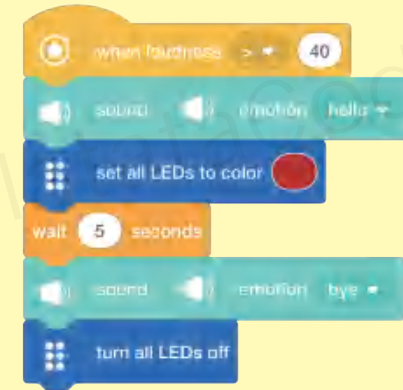 when loudness > 40
sound emotion hello
set all LEDs to color
wait 5 seconds
sound emotion bye
turn all LEDs off